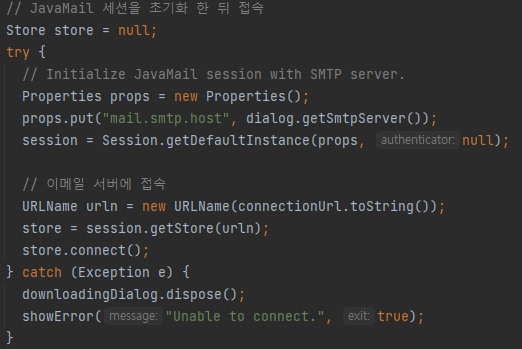 // JavaMail 세션을 초기화 한 뒤 접속
Store store = null;
try {
// Initialize JavaMail session with SMTP server.
Properties props = new Properties();
props.put("mail.smtp.host", dialog.getSmtpServer());
session = Session.getDefaultInstance(props, authenticator: null);
// 이메일 서버에 접속
URLName urln = new URLName(connectionUrl.toString());
store = session.getStore(urln);
store.connect();
} catch (Exception e) {
downloadingDialog.dispose();
showError( message: "Unable to connect.", exit: true);
}